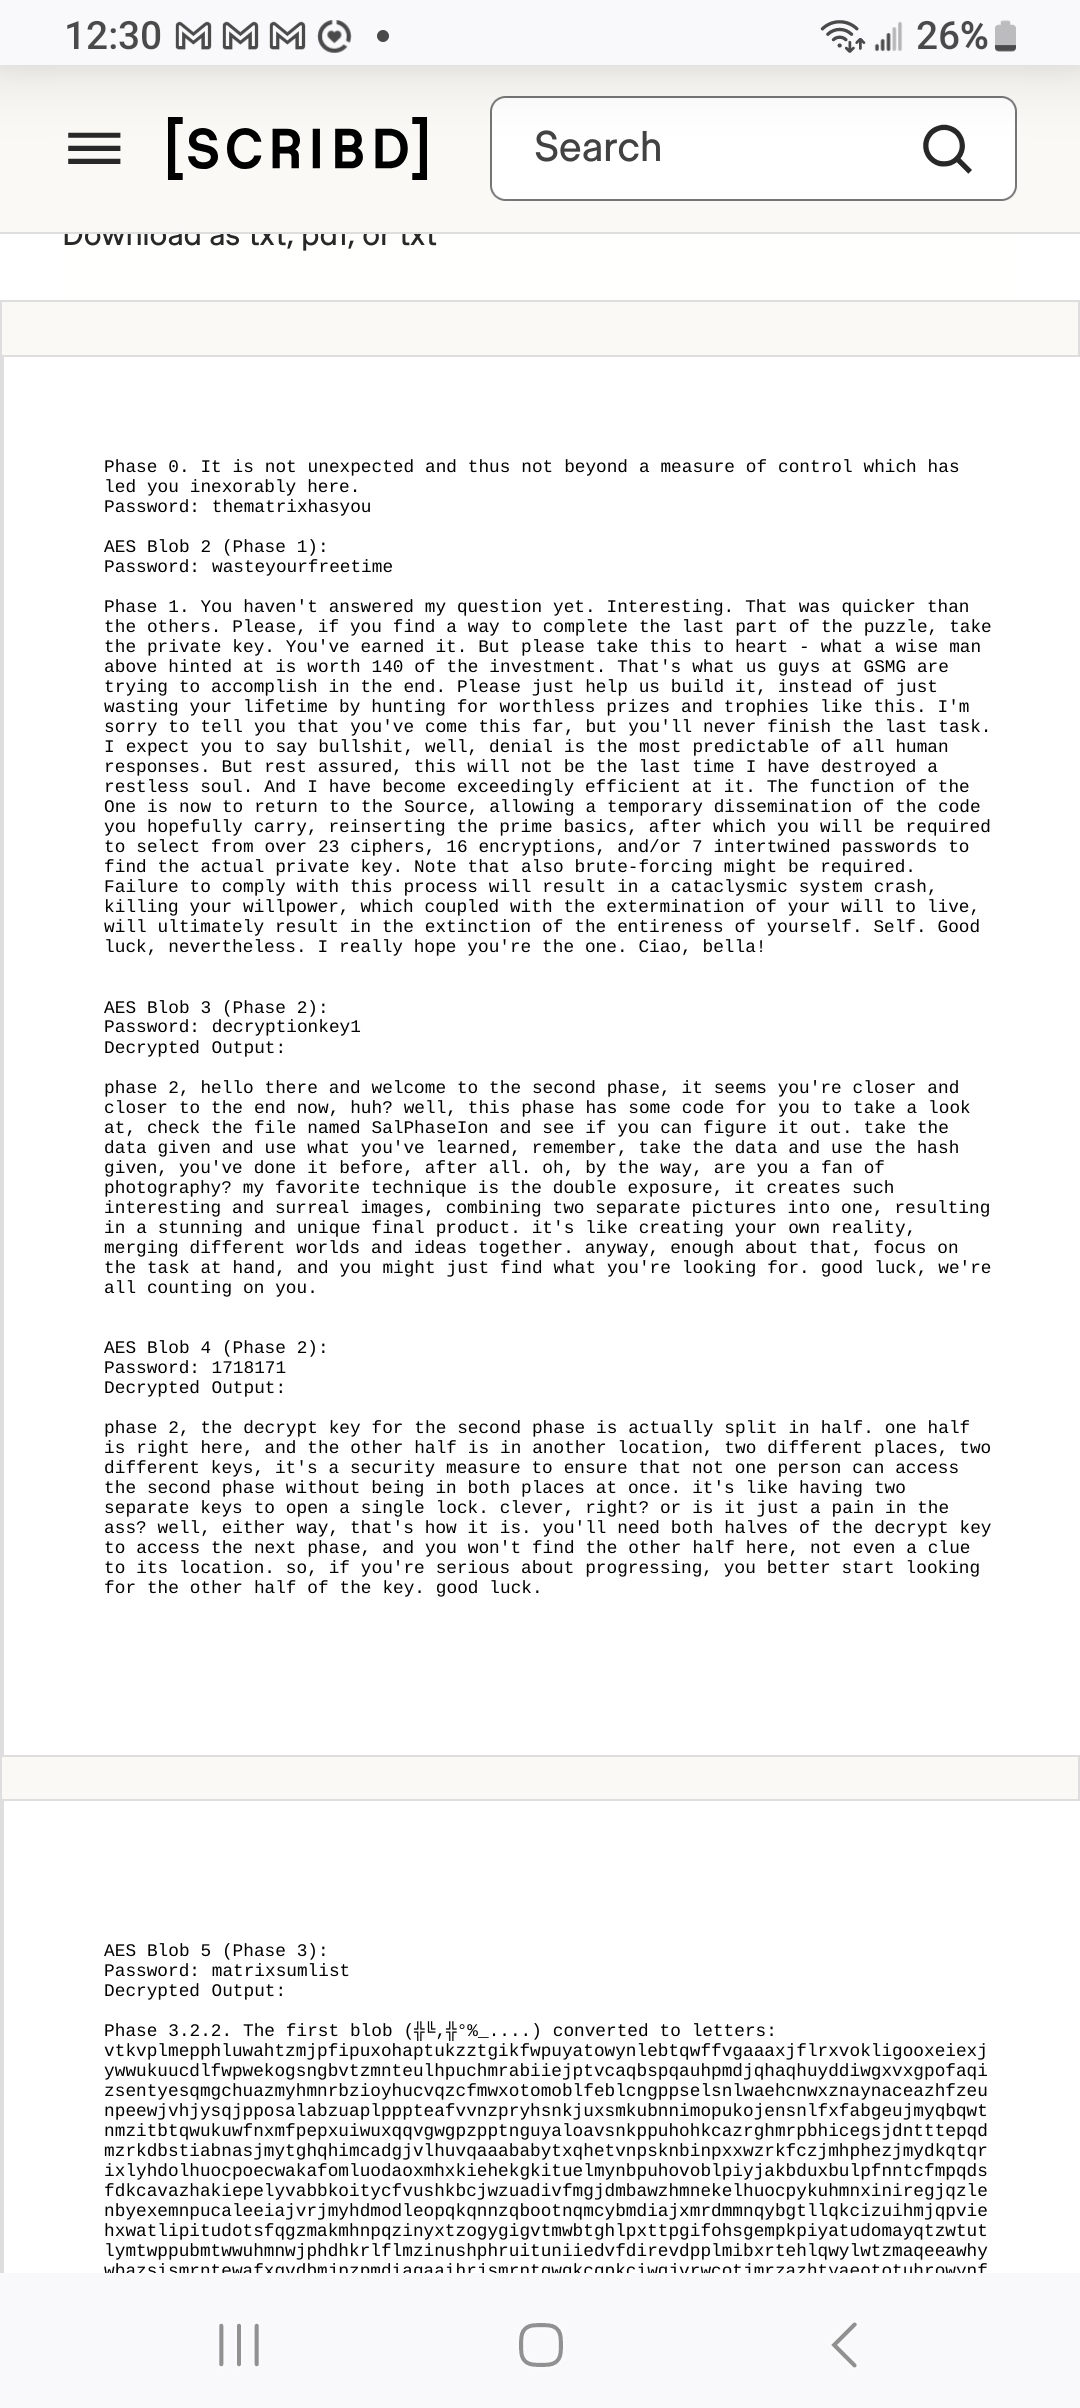 12:30
26%
[SCRIBD]
Search
Download as txt, pdf, or txt
Phase 0. It is not unexpected and thus not beyond a measure of control which has
led you inexorably here.
Password: thematrixhasyou
AES Blob 2 (Phase 1):
Password: wasteyourfreetime
Phase 1. You haven't answered my question yet. Interesting. That was quicker than
the others. Please, if you find a way to complete the last part of the puzzle, take
the private key. You've earned it. But please take this to heart - what a wise man
above hinted at is worth 140 of the investment. That's what us guys at GSMG are
trying to accomplish in the end. Please just help us build it, instead of just
wasting your lifetime by hunting for worthless prizes and trophies like this. I'm
sorry to tell you that you've come this far, but you'll never finish the last task.
I expect you to say bullshit, well, denial is the most predictable of all human
responses. But rest assured, this will not be the last time I have destroyed a
restless soul. And I have become exceedingly efficient at it. The function of the
One is now to return to the Source, allowing a temporary dissemination of the code
you hopefully carry, reinserting the prime basics, after which you will be required
to select from over 23 ciphers, 16 encryptions, and/or 7 intertwined passwords to
find the actual private key. Note that also brute-forcing might be required.
Failure to comply with this process will result in a cataclysmic system crash,
killing your willpower, which coupled with the extermination of your will to live,
will ultimately result in the extinction of the entireness of yourself. Self. Good
luck, nevertheless. I really hope you're the one. Ciao, bella!
AES Blob 3 (Phase 2):
Password: decryptionkey1
Decrypted Output:
phase 2, hello there and welcome to the second phase, it seems you're closer and
closer to the end now, huh? well, this phase has some code for you to take a look
at, check the file named SalPhaseIon and see if you can figure it out. take the
data given and use what you've learned, remember, take the data and use the hash
given, you've done it before, after all. oh, by the way, are you a fan of
photography? my favorite technique is the double exposure, it creates such
interesting and surreal images, combining two separate pictures into one, resulting
in a stunning and unique final product. it's like creating your own reality,
merging different worlds and ideas together. anyway, enough about that, focus on
the task at hand, and you might just find what you're looking for. good luck, we're
all counting on you.
AES Blob 4 (Phase 2):
Password: 1718171
Decrypted Output:
phase 2, the decrypt key for the second phase is actually split in half. one half
is right here, and the other half is in another location, two different places, two
different keys, it's a security measure to ensure that not one person can access
the second phase without being in both places at once. it's like having two
separate keys to open a single lock. clever, right? or is it just a pain in the
ass? well, either way, that's how it is. you'll need both halves of the decrypt key
to access the next phase, and you won't find the other half here, not even a clue
to its location. so, if you're serious about progressing, you better start looking
for the other half of the key. good luck.
AES Blob 5 (Phase 3):
Password: matrixsumlist
Decrypted Output:
Phase 3.2.2. The first blob (╬╚,╬°%_....) converted to letters:
vtkvplmepphluwahtzmjpfipuxohaptukzztgikfwpuyatowynlebtqwffvgaaaxjflrxvokligooxeiexj
ywwukuucdlfwpwekogsngbvtzmnteulhpuchmrabiiejptvcaqbspqauhpmdjqhaqhuyddiwgxvxgpofaqi
zsentyesqmgchuazmyhmnrbzioyhucvqzcfmwxotomoblfeblcngppselsnlwaehcnwxznaynaceazhfzeu
npeewjvhjysqjpposalabzuaplpppteafvvnzpryhsnkjuxsmkubnnimopukojensnlfxfabgeujmyqbqwt
nmzitbtqwukuwfnxmfpepxuiwuxqqvgwgpzpptnguyaloavsnkppuhohkcazrghmrpbhicegsjdntttepqd
mzrkdbstiabnasjmytghqhimcadgjvlhuvqaaababytxqhetvnpsknbinpxxwzrkfczjmhphezjmydkqtqr
ixlyhdolhuocpoecwakafomluodaoxmhxkiehekgkituelmynbpuhovoblpiyjakbduxbulpfnntcfmpqds
fdkcavazhakiepelyvabbkoitycfvushkbcjwzuadivfmgjdmbawzhmnekelhuocpykuhmnxiniregjqzle
nbyexemnpucaleeiajvrjmyhdmodleopqkqnnzqbootnqmcybmdiajxmrdmmnqybgtllqkcizuihmjqpvie
hxwatlipitudotsfqgzmakmhnpqzinyxtzogygigvtmwbtghlpxttpgifohsgempkpiyatudomayqtzwtut
lymtwppubmtwwuhmnwjphdhkrlflmzinushphruituniiedvfdirevdpplmibxrtehlqwylwtzmaqeeawhy